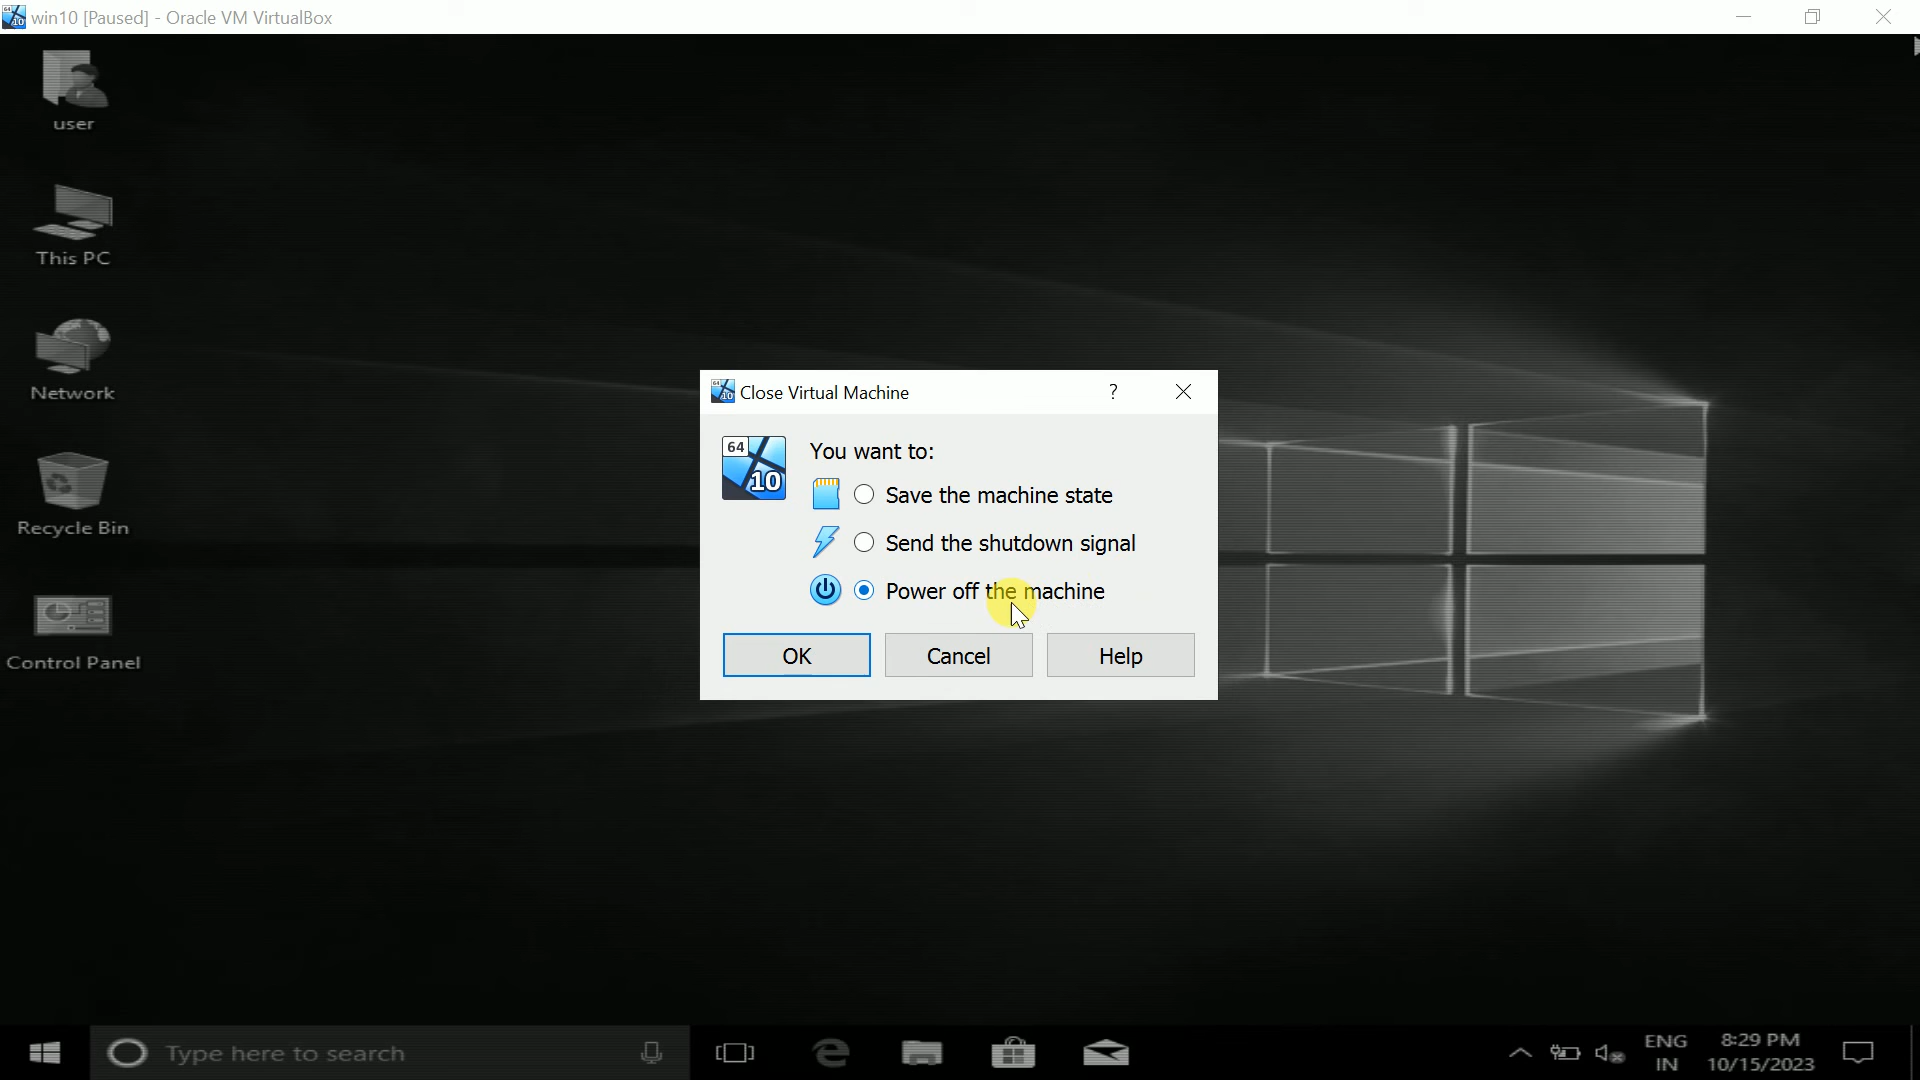 win10 [Paused] - Oracle VM VirtualBox
user
This PC
Network
Recycle Bin
Control Panel
Close Virtual Machine
?
64
10
You want to:
Save the machine state
Send the shutdown signal
Power off the machine
OK
Cancel
Help
Type here to search
ENG
IN
8:29 PM
10/15/2023